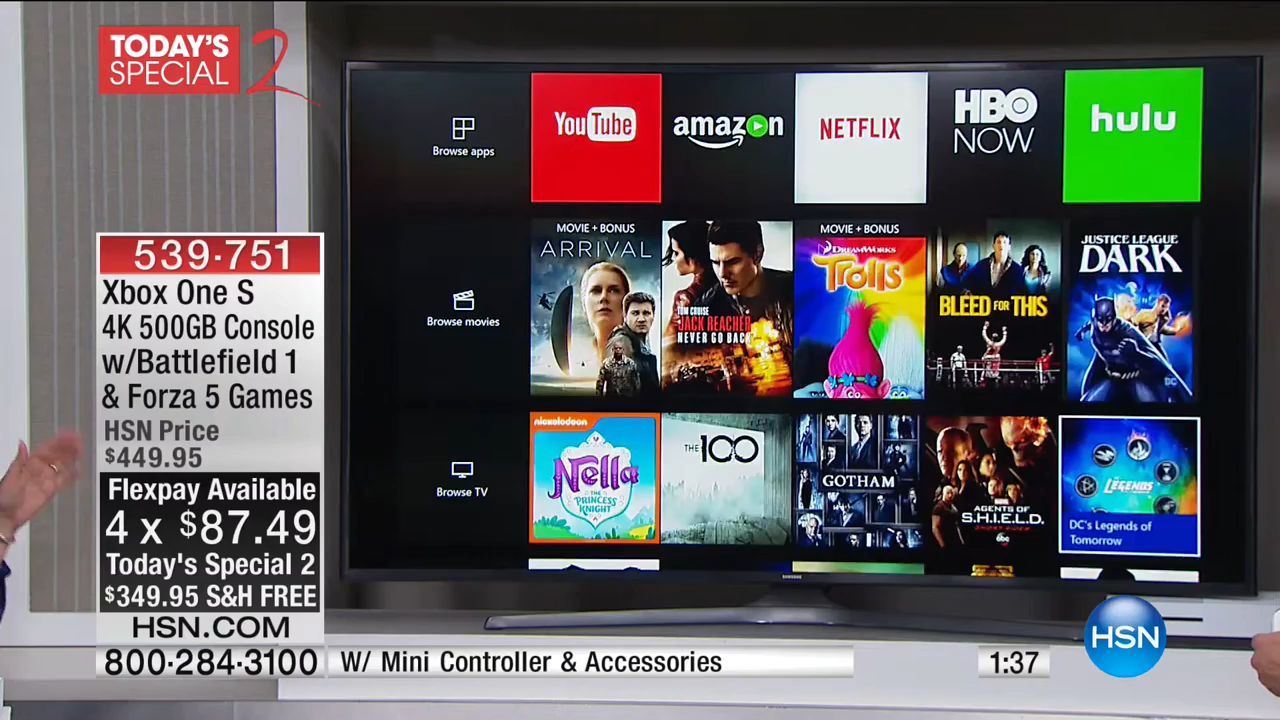 TODAY'S
SPECIAL 2
539·751
Xbox One S
4K 500GB Console
w/Battlefield 1
& Forza 5 Games
HSN Price
$449.95
Flexpay Available
4 x $87.49
Today's Special 2
$349.95 S&H FREE
HSN.COM
800·284·3100
W/ Mini Controller & Accessories
1:37
HSN
Browse apps
YouTube
amazon
NETFLIX
HBO
NOW
hulu
Browse movies
MOVIE + BONUS
ARRIVAL
TOM CRUISE
JACK REACHER
NEVER GO BACK
MOVIE + BONUS
DREAMWORKS
Trolls
BLEED FOR THIS
JUSTICE LEAGUE
DARK
DC
Browse TV
nickelodeon
Nella
THE
PRINCESS
KNIGHT
THE 100
GOTHAM
AGENTS OF
S.H.I.E.L.D.
abc
LEGENDS
DC's Legends of
Tomorrow
SAMSUNG